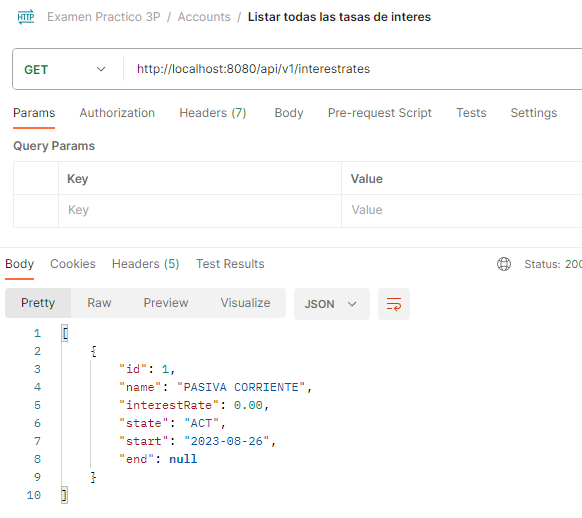 HTTP Examen Practico 3P / Accounts / Listar todas las tasas de interes
GET http://localhost:8080/api/v1/interestrates
Params Authorization Headers (7) Body Pre-request Script Tests Settings
Query Params
Key Value
Key Value
Body Cookies Headers (5) Test Results Status: 200
Pretty Raw Preview Visualize JSON
1 [
2 {
3 "id": 1,
4 "name": "PASIVA CORRIENTE",
5 "interestRate": 0.00,
6 "state": "ACT",
7 "start": "2023-08-26",
8 "end": null
9 }
10 ]